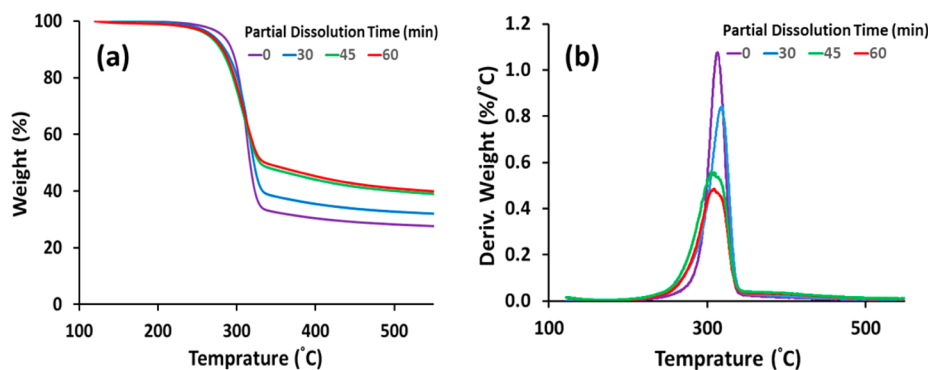 (a)
Partial Dissolution Time (min)
0 30 45 60
100
80
60
40
20
0
Weight (%)
100 200 300 400 500
Temprature (˚C)
(b)
Partial Dissolution Time (min)
0 30 45 60
1.2
1.0
0.8
0.6
0.4
0.2
0.0
Deriv. Weight (%/˚C)
100 300 500
Temprature (˚C)